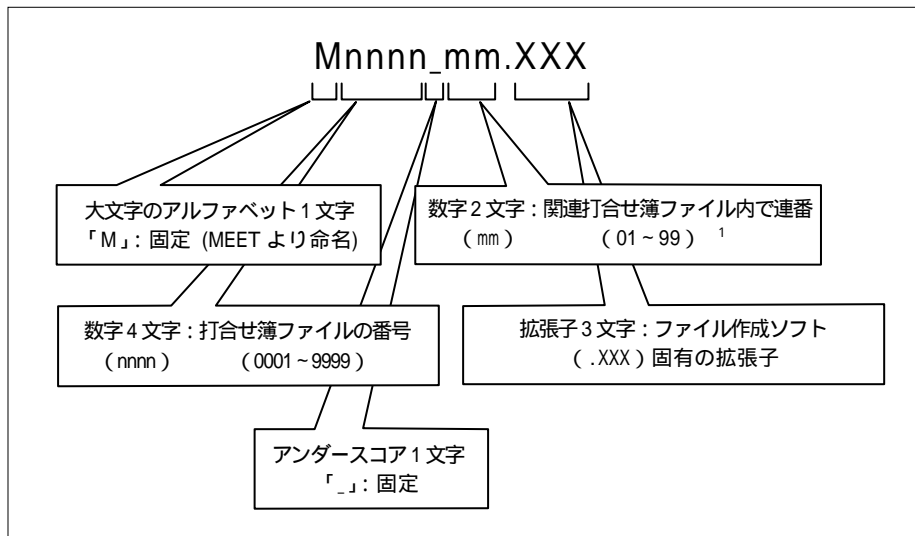 Mnnnn_mm.XXX
大文字のアルファベット1文字
「M」：固定 (MEETより命名)
数字2文字：関連打合せ簿ファイル内で連番
（mm） （01～99） 1
数字4文字：打合せ簿ファイルの番号
（nnnn） （0001～9999）
拡張子3文字：ファイル作成ソフト
（.XXX）固有の拡張子
アンダースコア1文字
「_」：固定